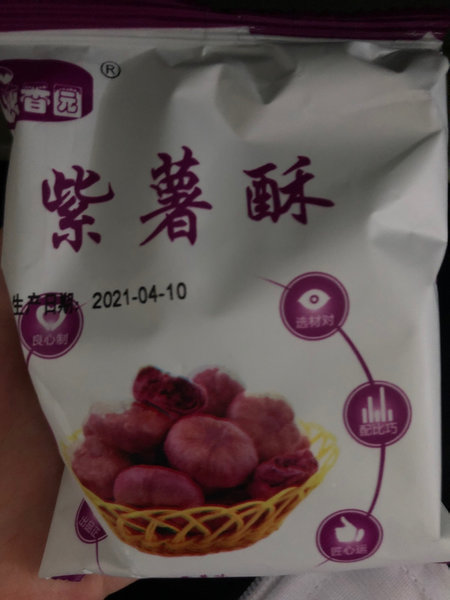 香园®
紫薯酥
生产日期: 2021-04-10
良心制
选材对
配比巧
匠心坛